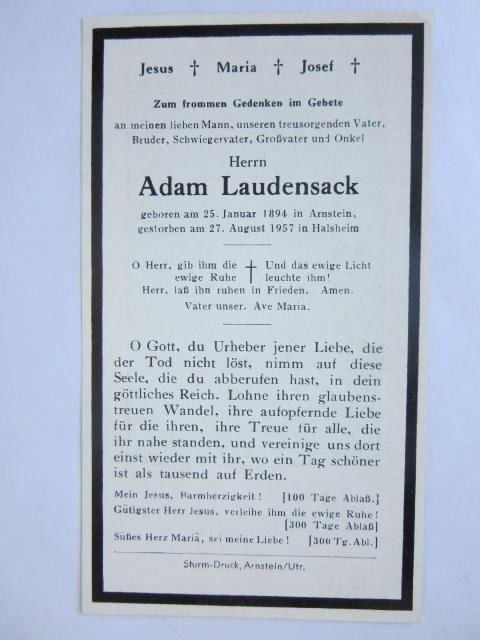 Jesus † Maria † Josef †
Zum frommen Gedenken im Gebete
an meinen lieben Mann, unseren treusorgenden Vater,
Bruder, Schwiegervater, Großvater und Onkel
Herrn
Adam Laudensack
geboren am 25. Januar 1894 in Arnstein,
gestorben am 27. August 1957 in Halsheim
O Herr, gib ihm die † Und das ewige Licht
ewige Ruhe leuchte ihm!
Herr, laß ihn ruhen in Frieden. Amen.
Vater unser. Ave Maria.
O Gott, du Urheber jener Liebe, die
der Tod nicht löst, nimm auf diese
Seele, die du abberufen hast, in dein
göttliches Reich. Lohne ihren glaubens-
treuen Wandel, ihre aufopfernde Liebe
für die ihren, ihre Treue für alle, die
ihr nahe standen, und vereinige uns dort
einst wieder mit ihr, wo ein Tag schöner
ist als tausend auf Erden.
Mein Jesus, Barmherzigkeit! [100 Tage Ablaß.]
Gütigster Herr Jesus, verleihe ihm die ewige Ruhe!
[300 Tage Ablaß]
Süßes Herz Mariä, sei meine Liebe! [300 Tg. Abl.]
Sturm-Druck, Arnstein/Ufr.